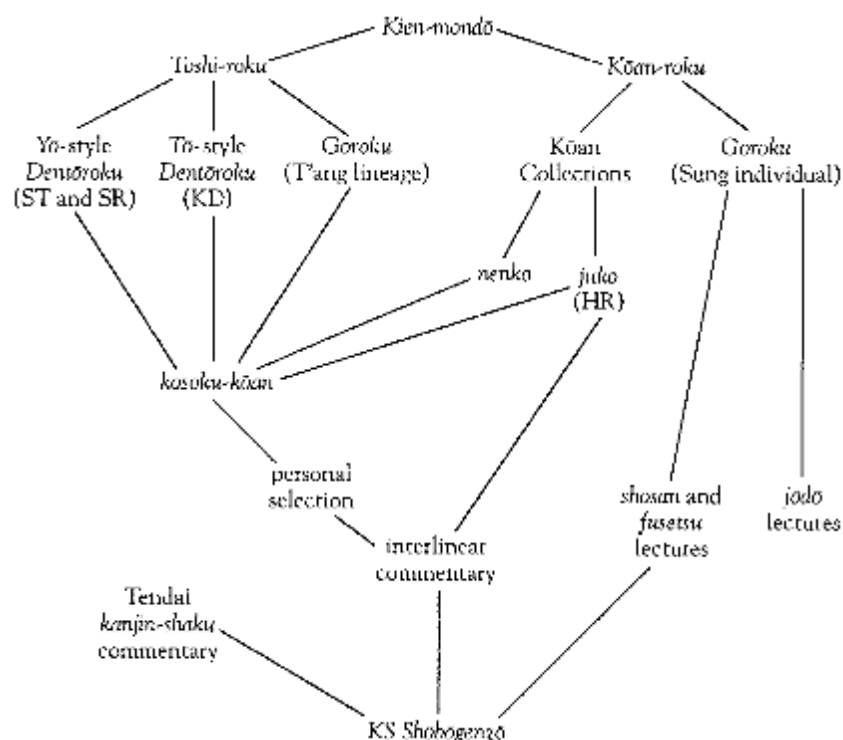 Kien-mondō
Tōshi-roku
Kōan-roku
Yō-style
Dentōroku
(ST and SR)
Tō-style
Dentōroku
(KD)
Goroku
(T'ang lineage)
Kōan
Collections
Goroku
(Sung individual)
nenko
juko
(HR)
kosoku-kōan
personal
selection
shosan and
fusetsu
lectures
jōdō
lectures
interlinear
commentary
Tendai
kanjin-shaku
commentary
KS Shōbōgenzō